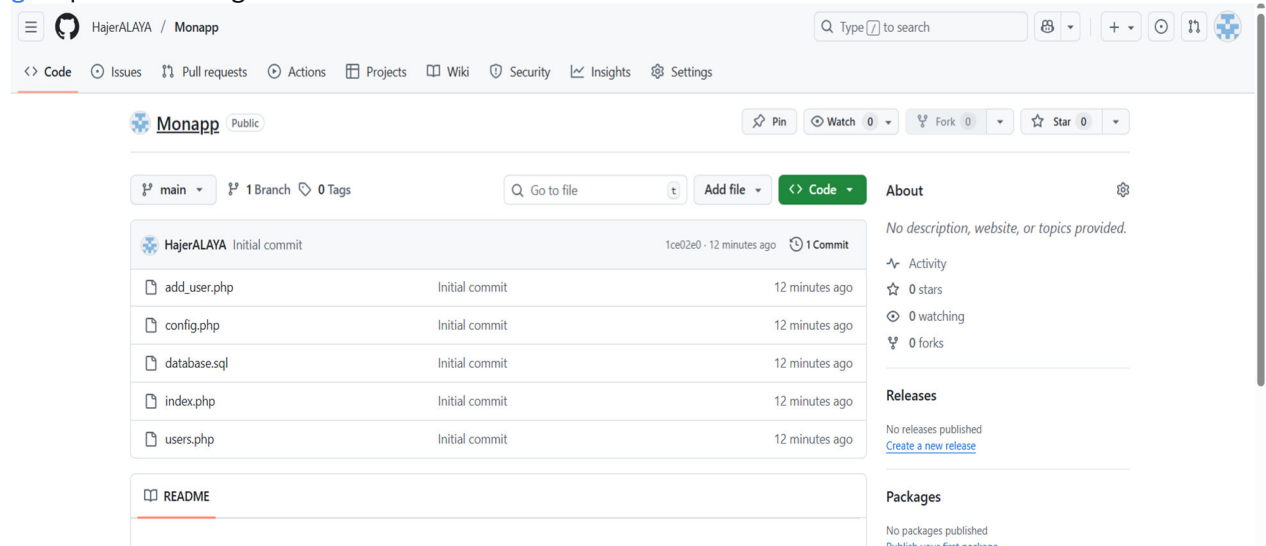 HajerALAYA / Monapp
Type / to search
Code Issues Pull requests Actions Projects Wiki Security Insights Settings
Monapp Public
Pin Watch 0 Fork 0 Star 0
main 1 Branch 0 Tags
Go to file t Add file Code
HajerALAYA Initial commit 1ce02e0 · 12 minutes ago 1 Commit
add_user.php Initial commit 12 minutes ago
config.php Initial commit 12 minutes ago
database.sql Initial commit 12 minutes ago
index.php Initial commit 12 minutes ago
users.php Initial commit 12 minutes ago
README
About
No description, website, or topics provided.
Activity
0 stars
0 watching
0 forks
Releases
No releases published
Create a new release
Packages
No packages published
Publish your first package